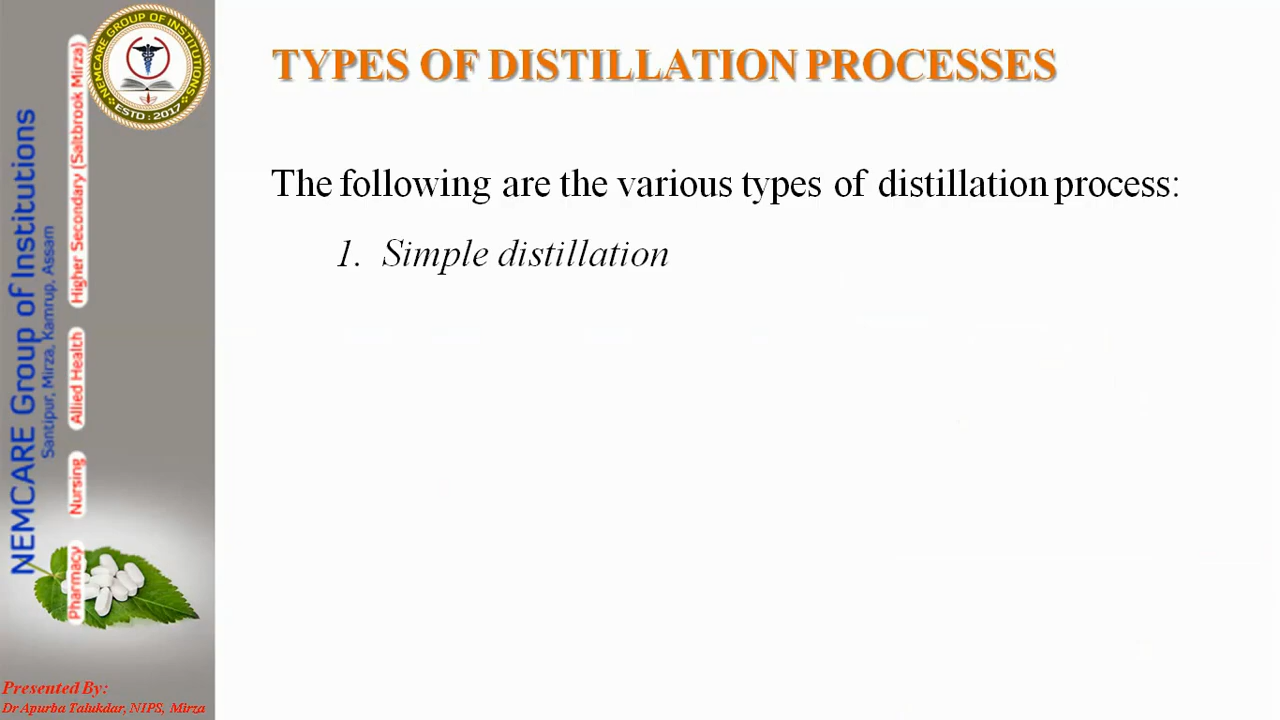 TYPES OF DISTILLATION PROCESSES
The following are the various types of distillation process:
1. Simple distillation
NEMCARE GROUP OF INSTITUTIONS
ESTD : 2017
NEMCARE Group of Institutions
Santipur, Mirza, Kamrup, Assam
Pharmacy Nursing Allied Health Higher Secondary (Saltbrook Mirza)
Presented By:
Dr Apurba Talukdar, NIPS, Mirza